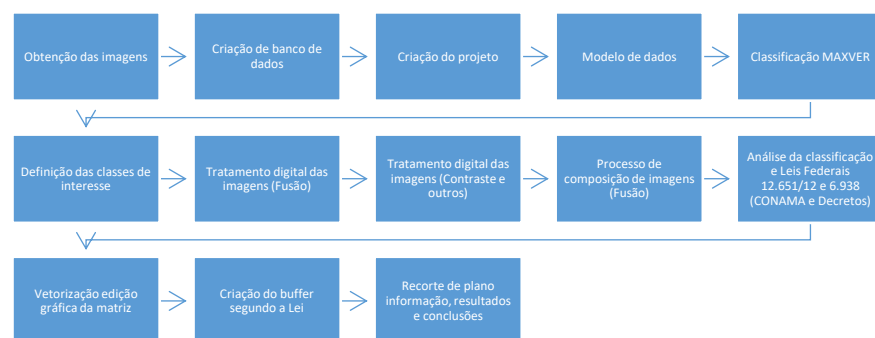 Obtenção das imagens
Criação de banco de
dados
Criação do projeto
Modelo de dados
Classificação MAXVER
Definição das classes de
interesse
Tratamento digital das
imagens (Fusão)
Tratamento digital das
imagens (Contraste e
outros)
Processo de
composição de imagens
(Fusão)
Análise da classificação
e Leis Federais
12.651/12 e 6.938
(CONAMA e Decretos)
Vetorização edição
gráfica da matriz
Criação do buffer
segundo a Lei
Recorte de plano
informação, resultados
e conclusões